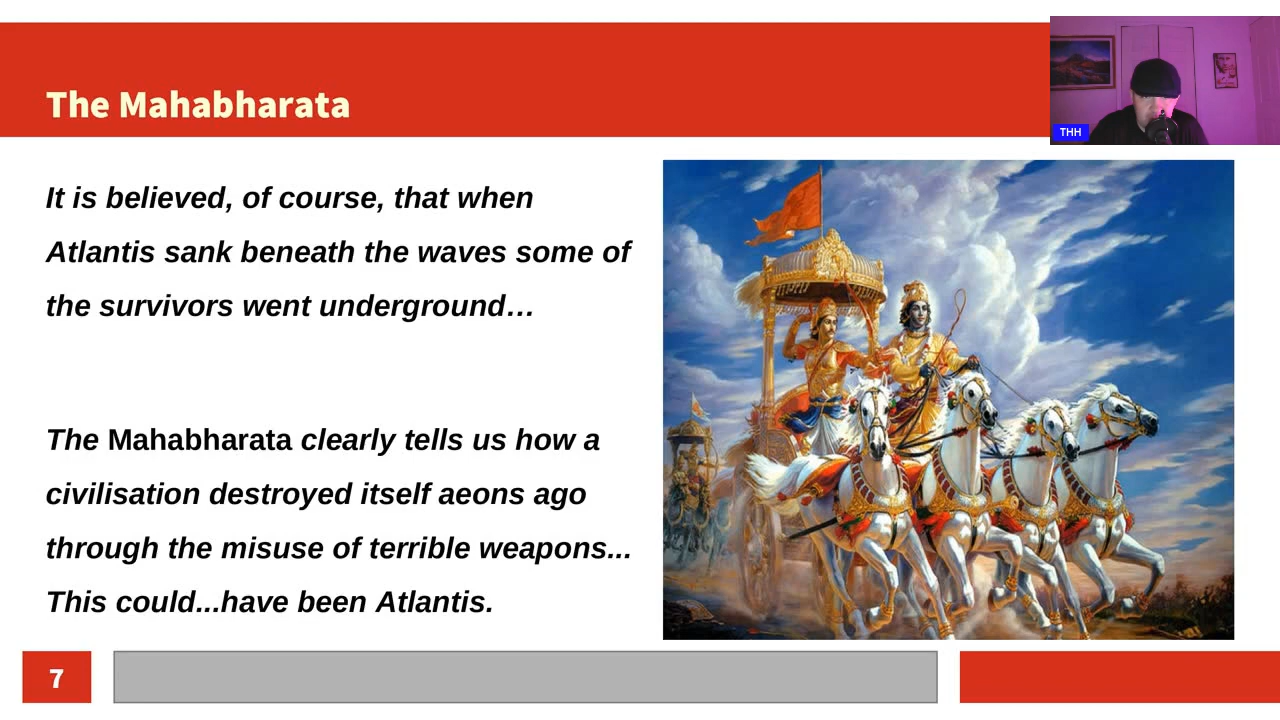 The Mahabharata
THH
It is believed, of course, that when
Atlantis sank beneath the waves some of
the survivors went underground…
The Mahabharata clearly tells us how a
civilisation destroyed itself aeons ago
through the misuse of terrible weapons...
This could...have been Atlantis.
7